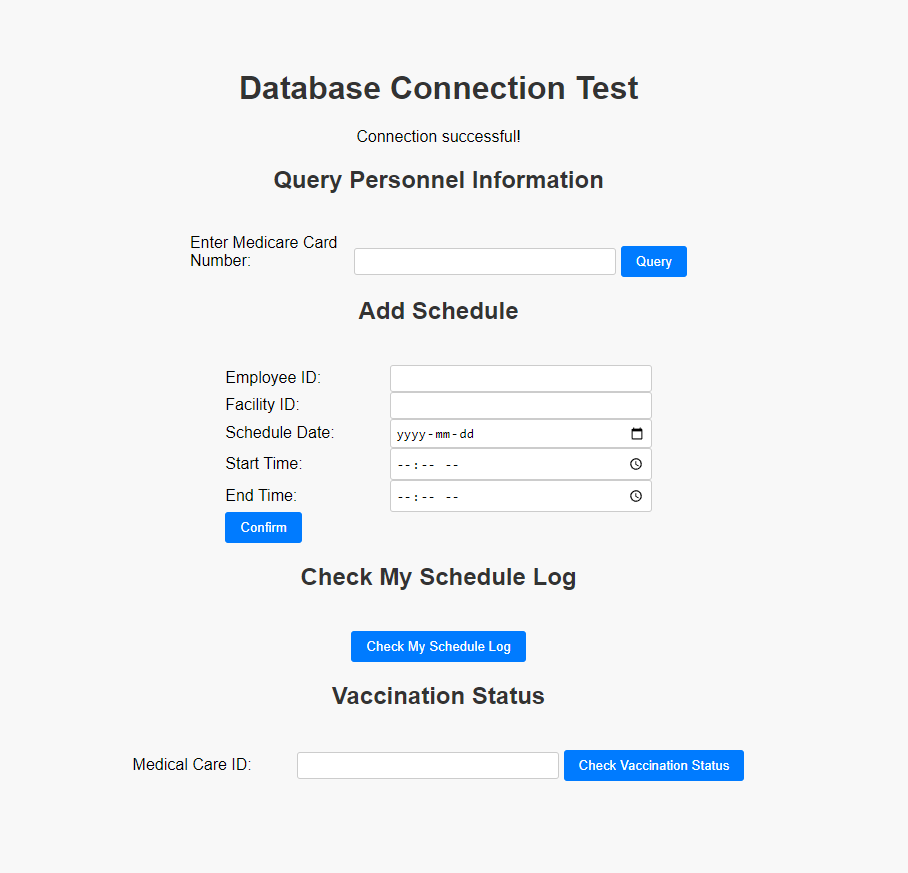 Database Connection Test
Connection successful!
Query Personnel Information
Enter Medicare Card
Number:
Query
Add Schedule
Employee ID:
Facility ID:
Schedule Date:
yyyy-mm-dd
Start Time:
--:-- --
End Time:
--:-- --
Confirm
Check My Schedule Log
Check My Schedule Log
Vaccination Status
Medical Care ID:
Check Vaccination Status